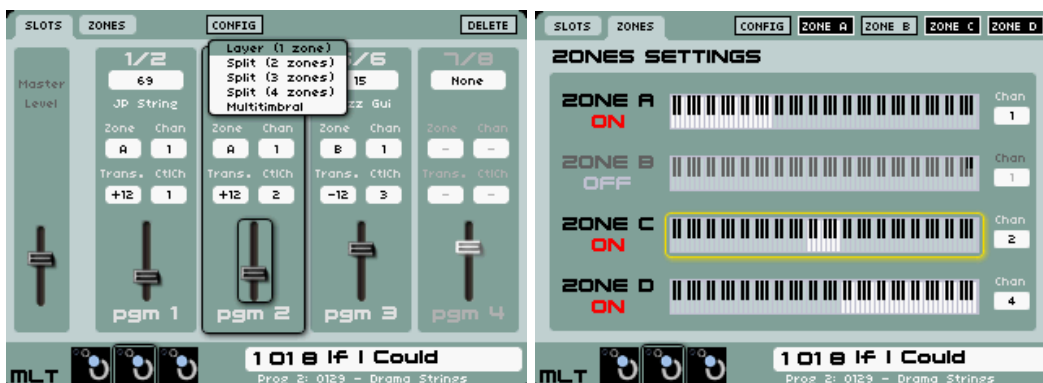 SLOTS ZONES CONFIG DELETE
Layer (1 zone)
Split (2 zones)
Split (3 zones)
Split (4 zones)
Multitimbral
Master
Level
1/2 /6 7/8
69 15 None
JP String zz Gui
Zone Chan Zone Chan Zone Chan Zone Chan
A 1 A 1 B 1 - -
Trans. CtlCh Trans. CtlCh Trans. CtlCh Trans. CtlCh
+12 1 +12 2 -12 3 - -
pgm 1 pgm 2 pgm 3 pgm 4
MLT 1 01 8 If I Could
Prog 2: 0129 - Drama Strings
SLOTS ZONES CONFIG ZONE A ZONE B ZONE C ZONE D
ZONES SETTINGS
ZONE A ON Chan 1
ZONE B OFF Chan 1
ZONE C ON Chan 2
ZONE D ON Chan 4
MLT 1 01 8 If I Could
Prog 2: 0129 - Drama Strings